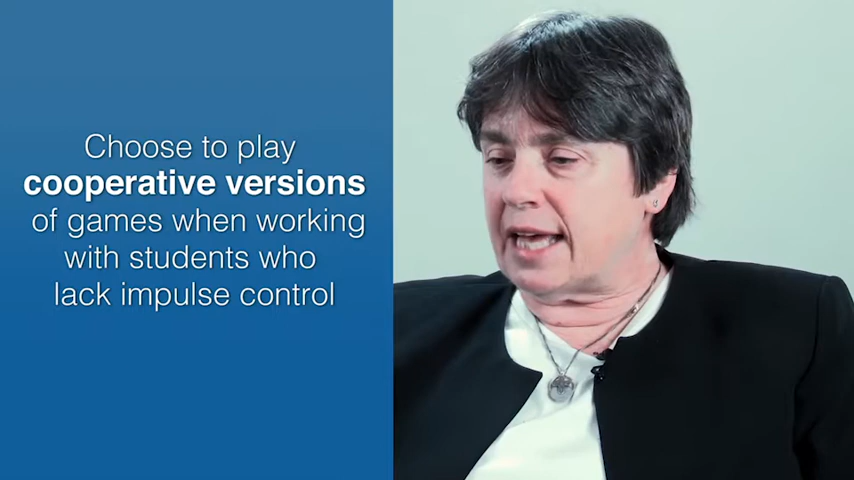 Choose to play
cooperative versions
of games when working
with students who
lack impulse control